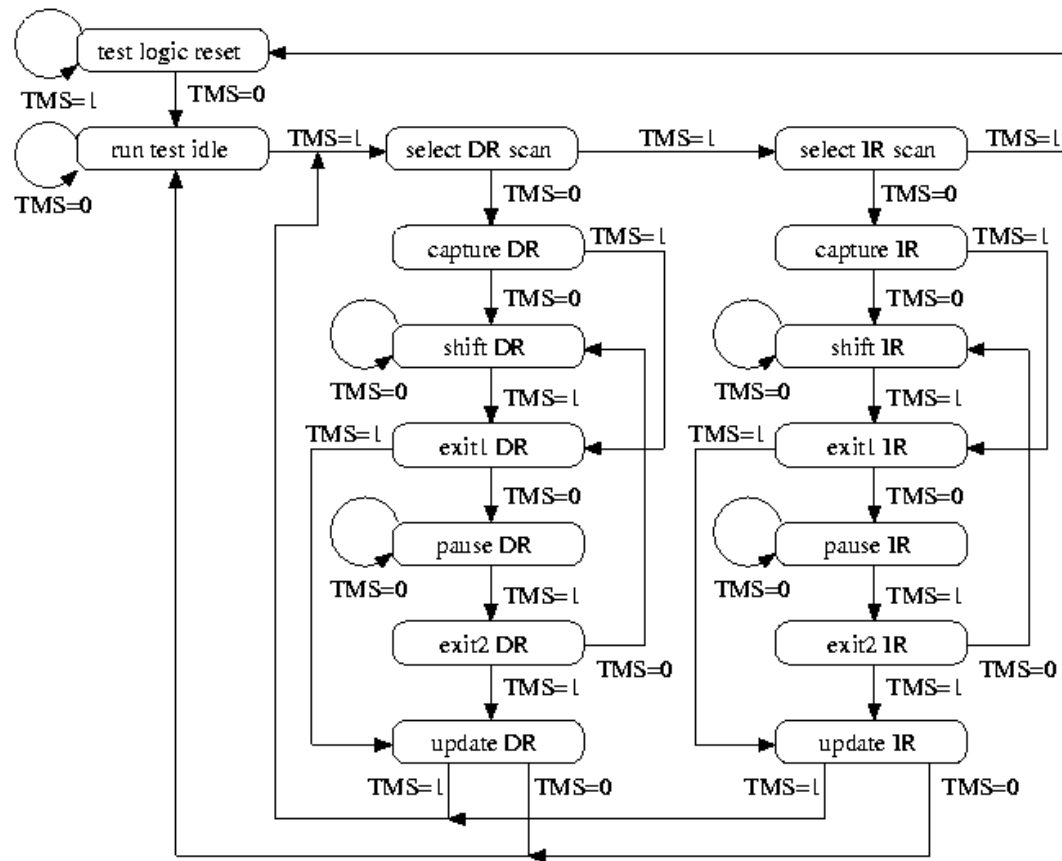 test logic reset
TMS=1
TMS=0
run test idle
TMS=1
select DR scan
TMS=1
select IR scan
TMS=1
TMS=0
TMS=0
TMS=0
capture DR
TMS=1
capture IR
TMS=1
TMS=0
TMS=0
shift DR
shift IR
TMS=0
TMS=1
TMS=0
TMS=1
TMS=1
exit1 DR
TMS=1
exit1 IR
TMS=0
TMS=0
pause DR
pause IR
TMS=0
TMS=1
TMS=0
TMS=1
exit2 DR
TMS=0
exit2 IR
TMS=0
TMS=1
TMS=1
update DR
update IR
TMS=1
TMS=0
TMS=1
TMS=0